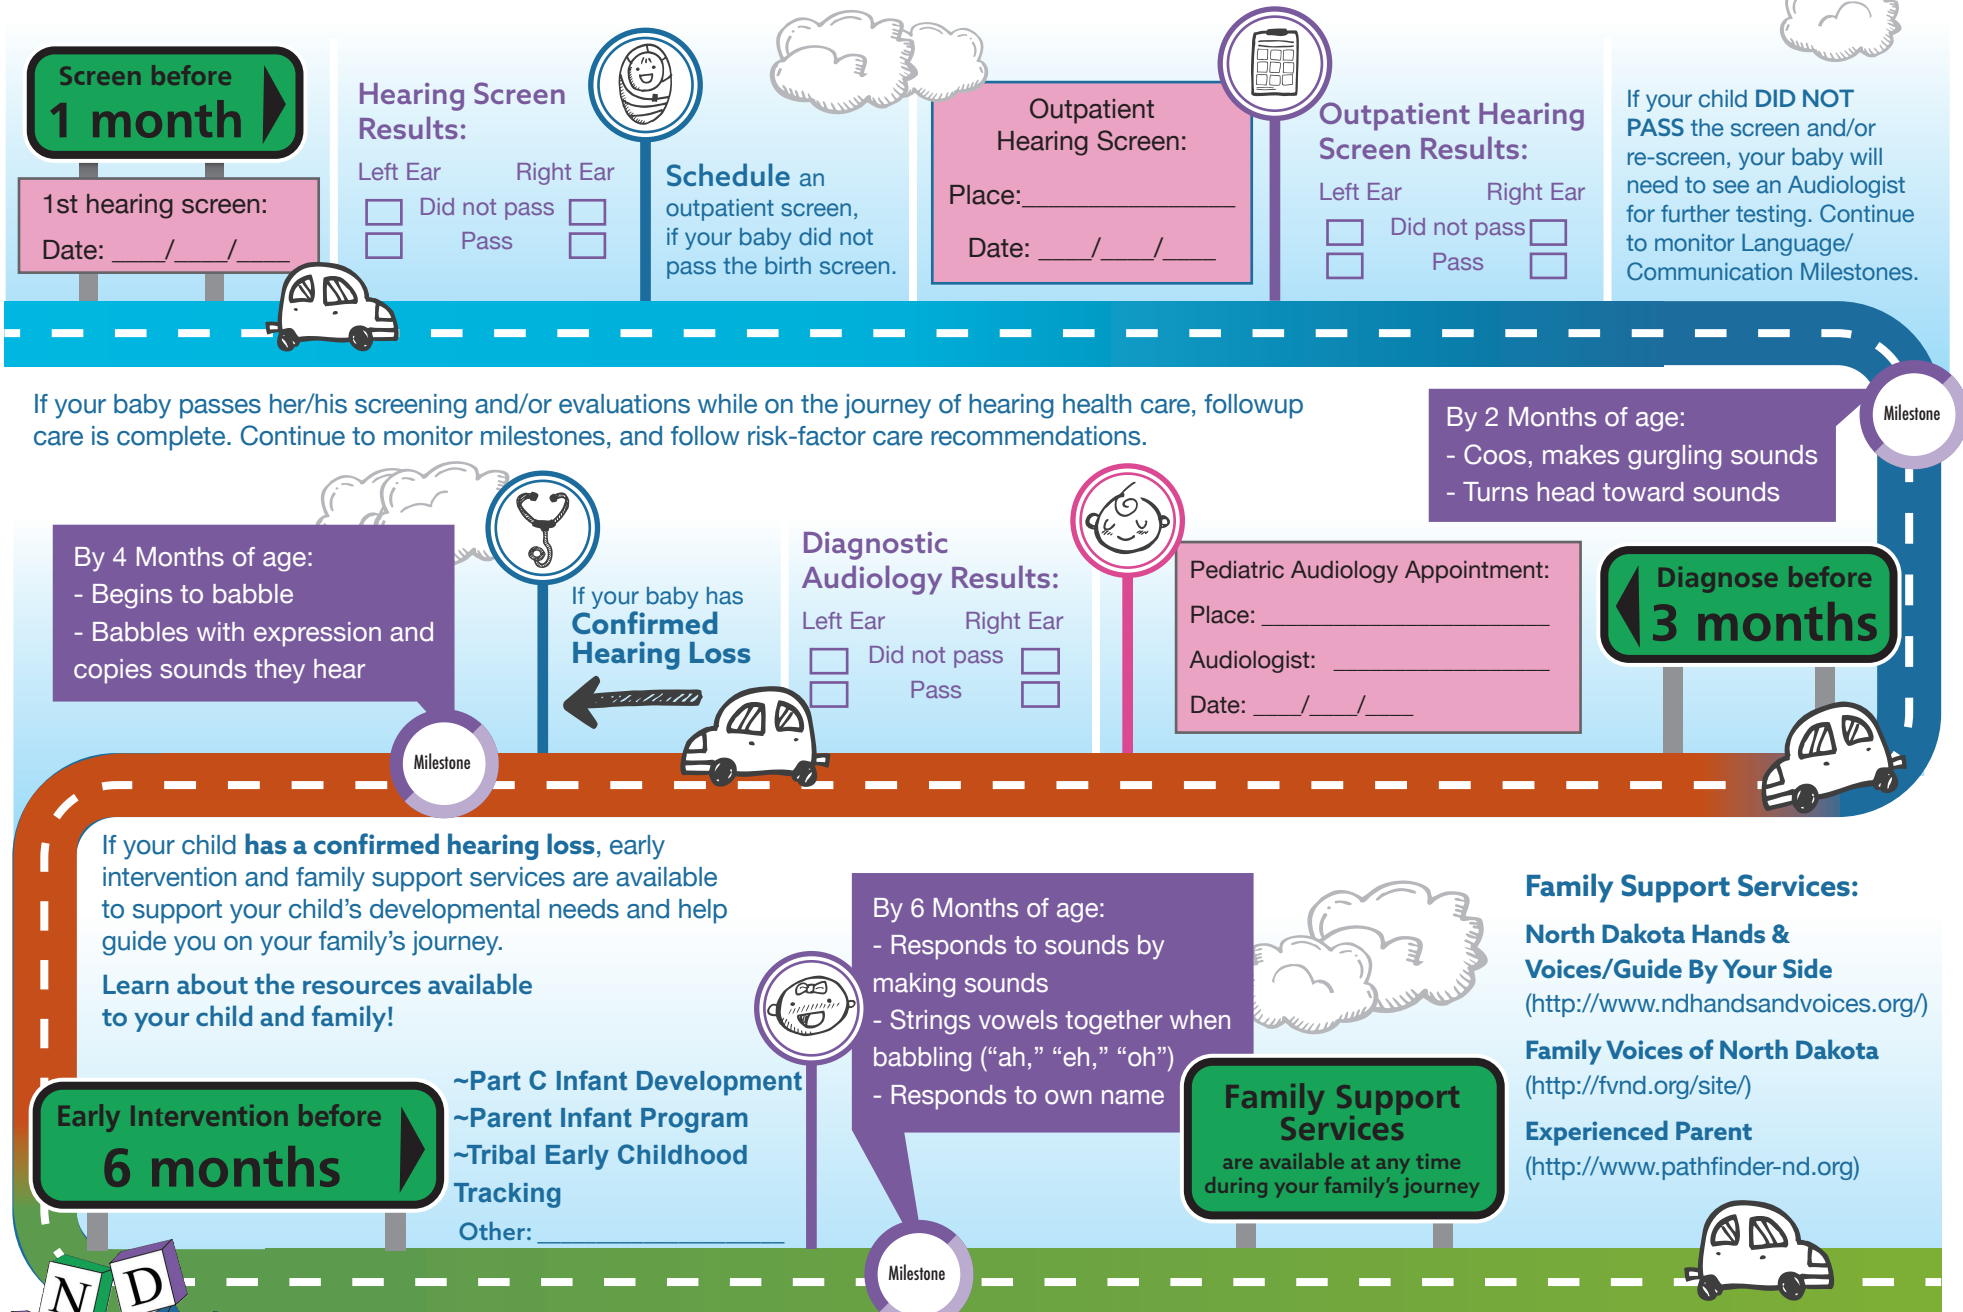 Screen before
1 month
1st hearing screen:
Date: ____/____/____
Hearing Screen
Results:
Left Ear Right Ear
Did not pass
Pass
Schedule an
outpatient screen,
if your baby did not
pass the birth screen.
Outpatient
Hearing Screen:
Place:________________
Date: ____/____/____
Outpatient Hearing
Screen Results:
Left Ear Right Ear
Did not pass
Pass
If your child DID NOT
PASS the screen and/or
re-screen, your baby will
need to see an Audiologist
for further testing. Continue
to monitor Language/
Communication Milestones.
If your baby passes her/his screening and/or evaluations while on the journey of hearing health care, followup
care is complete. Continue to monitor milestones, and follow risk-factor care recommendations.
Milestone
By 2 Months of age:
- Coos, makes gurgling sounds
- Turns head toward sounds
Diagnose before
3 months
Pediatric Audiology Appointment:
Place: ______________________
Audiologist: ________________
Date: ____/____/____
Diagnostic
Audiology Results:
Left Ear Right Ear
Did not pass
Pass
If your baby has
Confirmed
Hearing Loss
By 4 Months of age:
- Begins to babble
- Babbles with expression and
copies sounds they hear
Milestone
If your child has a confirmed hearing loss, early
intervention and family support services are available
to support your child's developmental needs and help
guide you on your family's journey.
Learn about the resources available
to your child and family!
Early Intervention before
6 months
~Part C Infant Development
~Parent Infant Program
~Tribal Early Childhood
Tracking
Other: ____________________
By 6 Months of age:
- Responds to sounds by
making sounds
- Strings vowels together when
babbling (“ah,” “eh,” “oh”)
- Responds to own name
Milestone
Family Support
Services
are available at any time
during your family's journey
Family Support Services:
North Dakota Hands &
Voices/Guide By Your Side
(http://www.ndhandsandvoices.org/)
Family Voices of North Dakota
(http://fvnd.org/site/)
Experienced Parent
(http://www.pathfinder-nd.org)
N D